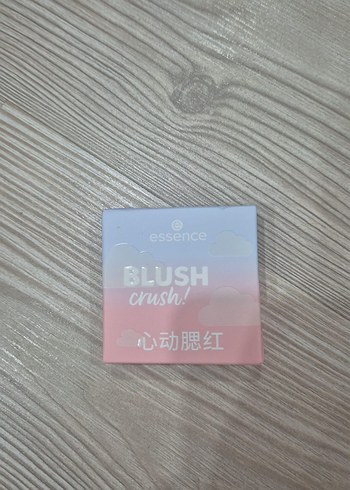 essence
BLUSH
crush!
心动腮红